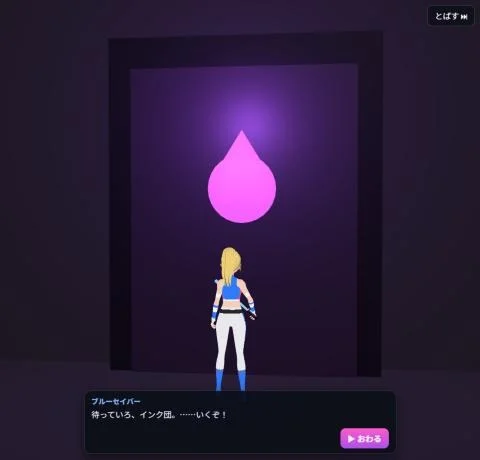 とばす ⏭
ブルーセイバー
待っていろ、インク団。……いくぞ！
▶ おわる